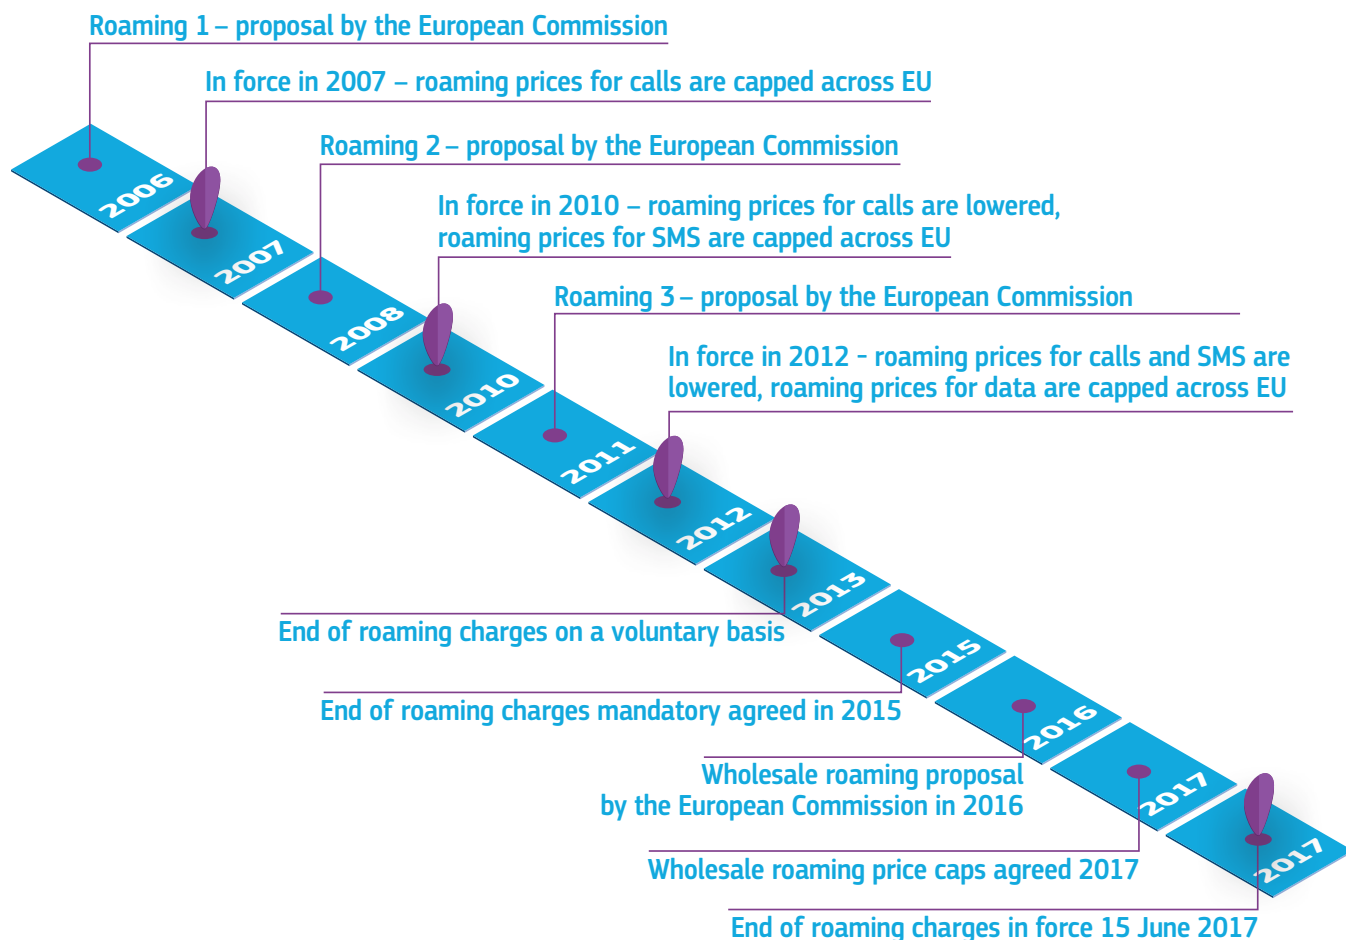 Roaming 1 – proposal by the European Commission
In force in 2007 – roaming prices for calls are capped across EU
Roaming 2 – proposal by the European Commission
In force in 2010 – roaming prices for calls are lowered,
roaming prices for SMS are capped across EU
Roaming 3 – proposal by the European Commission
In force in 2012 - roaming prices for calls and SMS are
lowered, roaming prices for data are capped across EU
2006
2007
2008
2010
2011
2012
2013
2015
2016
2017
2017
End of roaming charges on a voluntary basis
End of roaming charges mandatory agreed in 2015
Wholesale roaming proposal
by the European Commission in 2016
Wholesale roaming price caps agreed 2017
End of roaming charges in force 15 June 2017